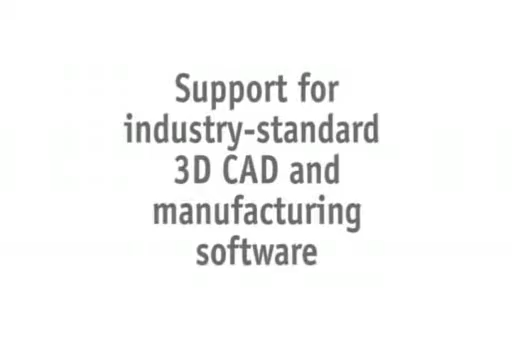 Support for
industry-standard
3D CAD and
manufacturing
software